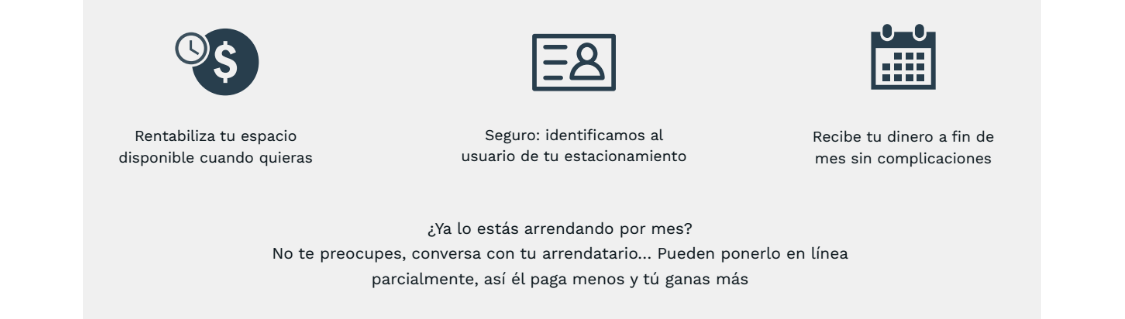 Rentabiliza tu espacio
disponible cuando quieras
Seguro: identificamos al
usuario de tu estacionamiento
Recibe tu dinero a fin de
mes sin complicaciones
¿Ya lo estás arrendando por mes?
No te preocupes, conversa con tu arrendatario... Pueden ponerlo en línea
parcialmente, así él paga menos y tú ganas más